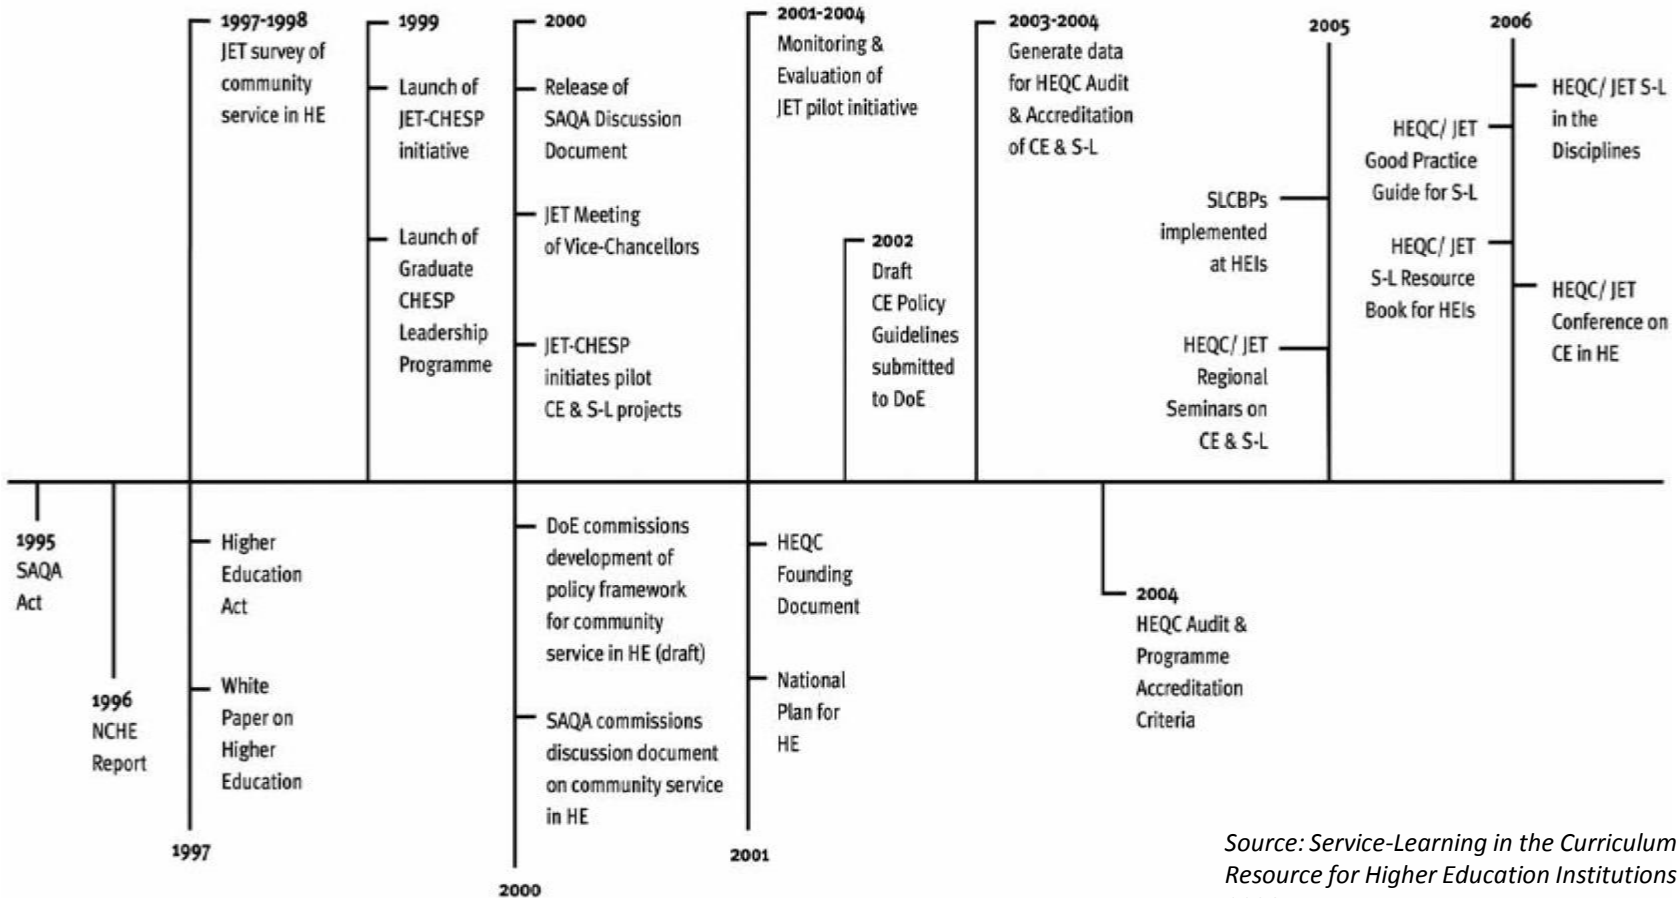 1997-1998
JET survey of
community
service in HE
1999
Launch of
JET-CHESP
initiative
Launch of
Graduate
CHESP
Leadership
Programme
2000
Release of
SAQA Discussion
Document
JET Meeting
of Vice-Chancellors
JET-CHESP
initiates pilot
CE & S-L projects
2001-2004
Monitoring &
Evaluation of
JET pilot initiative
2002
Draft
CE Policy
Guidelines
submitted
to DoE
2003-2004
Generate data
for HEQC Audit
& Accreditation
of CE & S-L
2005
SLCBPs
implemented
at HEIs
HEQC/ JET
Regional
Seminars on
CE & S-L
2006
HEQC/ JET
Good Practice
Guide for S-L
HEQC/ JET
S-L Resource
Book for HEIs
HEQC/ JET S-L
in the
Disciplines
HEQC/ JET
Conference on
CE in HE
1995
SAQA
Act
1996
NCHE
Report
Higher
Education
Act
White
Paper on
Higher
Education
1997
DoE commissions
development of
policy framework
for community
service in HE (draft)
SAQA commissions
discussion document
on community service
in HE
2000
HEQC
Founding
Document
National
Plan for
HE
2001
2004
HEQC Audit &
Programme
Accreditation
Criteria
Source: Service-Learning in the Curriculum
Resource for Higher Education Institutions